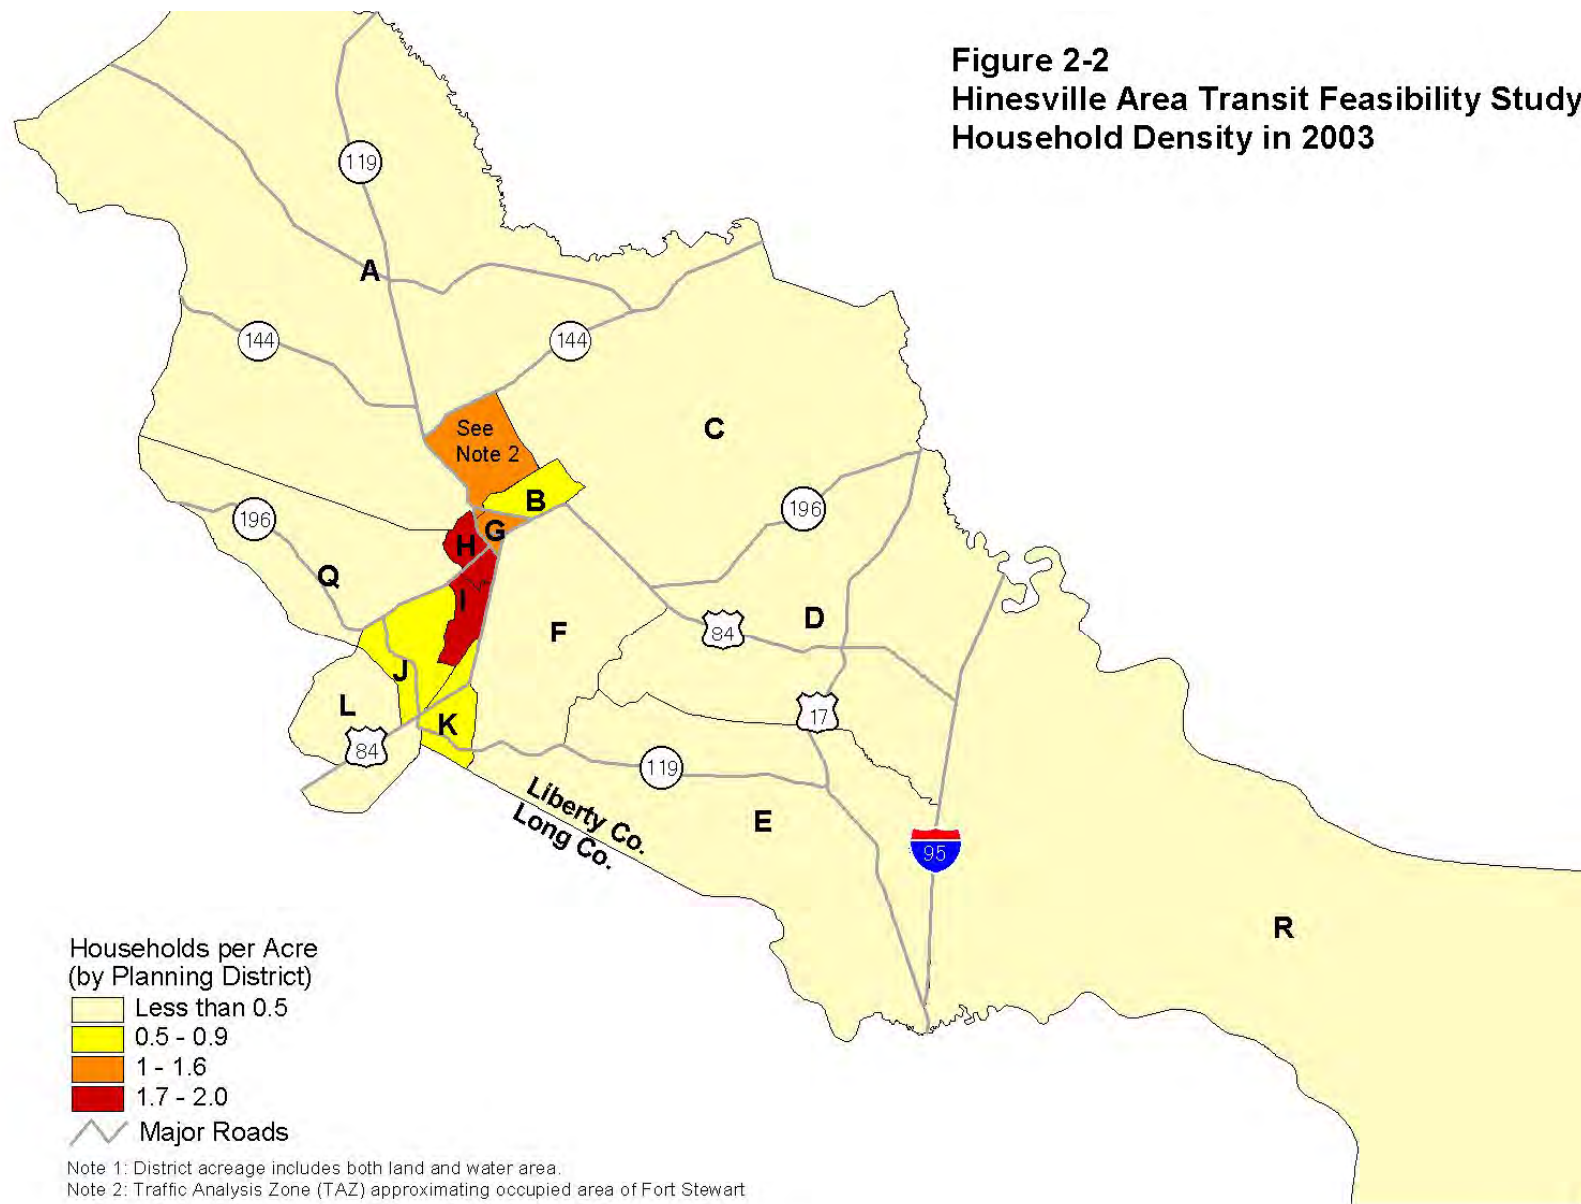 Figure 2-2
Hinesville Area Transit Feasibility Study
Household Density in 2003
119
A
144
144
See
Note 2
C
B
196
196
G
H
Q
I
F
D
84
J
L
K
17
84
119
Liberty Co.
Long Co.
E
95
R
Households per Acre
(by Planning District)
Less than 0.5
0.5 - 0.9
1 - 1.6
1.7 - 2.0
Major Roads
Note 1: District acreage includes both land and water area.
Note 2: Traffic Analysis Zone (TAZ) approximating occupied area of Fort Stewart